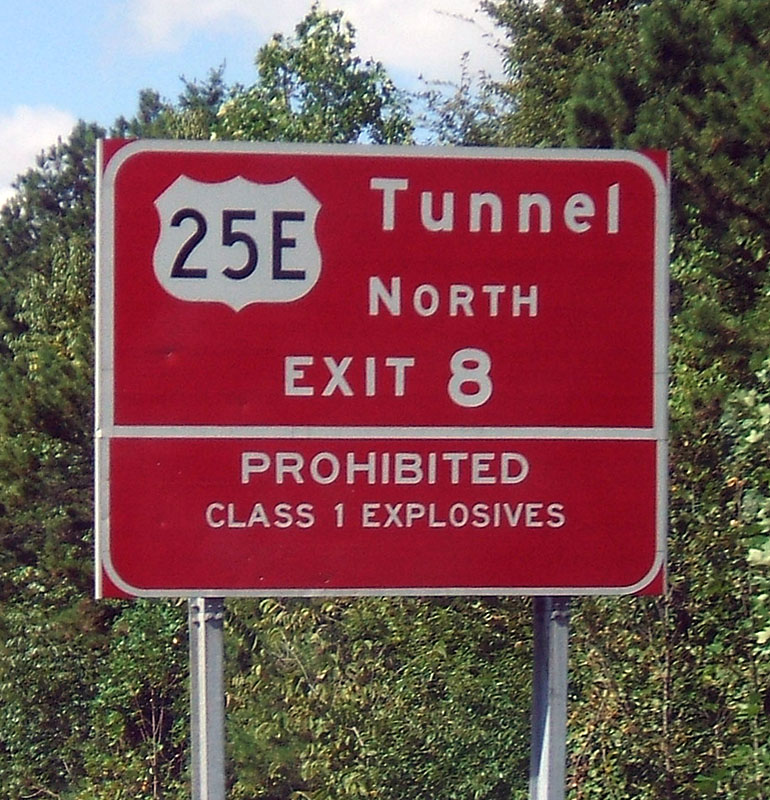 25E Tunnel
NORTH
EXIT 8
PROHIBITED
CLASS 1 EXPLOSIVES